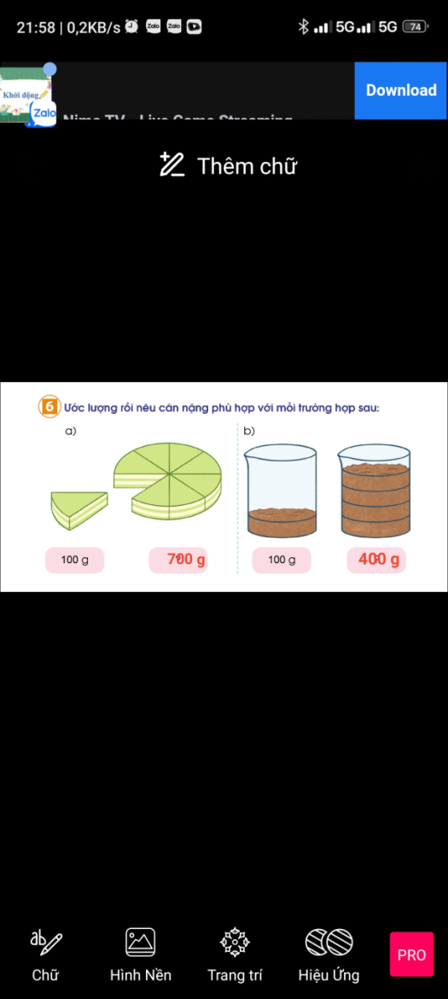 21:58 | 0,2KB/s Zalo Zalo 5G 5G 74
Khởi động
Zalo
Nimo TV – Live Game Streaming
Download
Thêm chữ
6 Ước lượng rồi nêu cân nặng phù hợp với mỗi trường hợp sau:
a)
b)
100 g
700 g
100 g
400 g
Chữ
Hình Nền
Trang trí
Hiệu Ứng
PRO